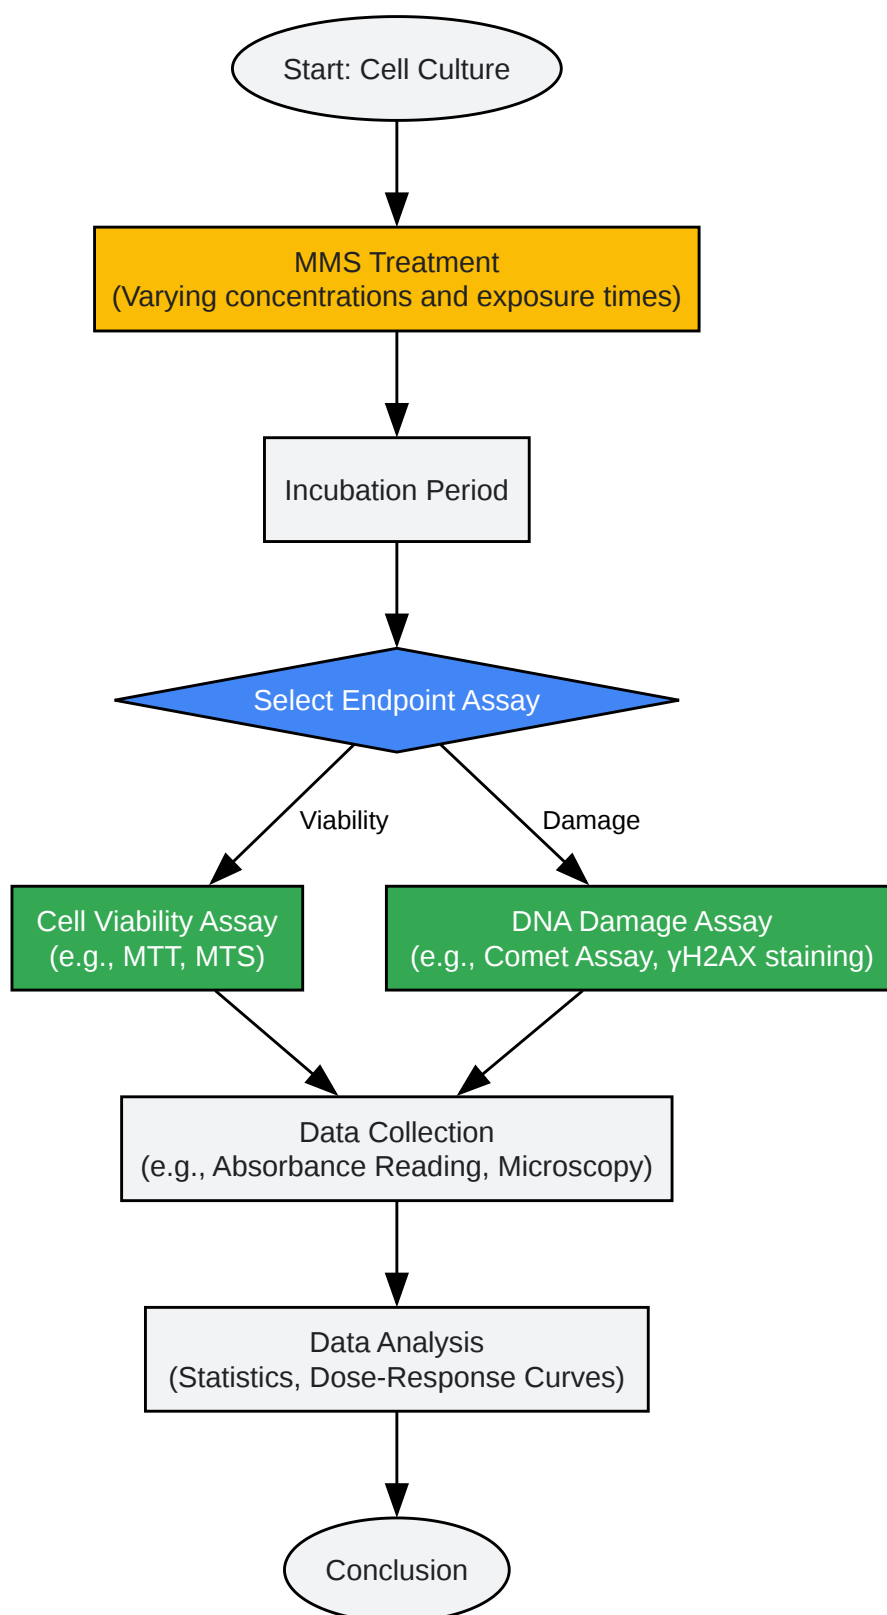 Start: Cell Culture
MMS Treatment
(Varying concentrations and exposure times)
Incubation Period
Select Endpoint Assay
Viability
Damage
Cell Viability Assay
(e.g., MTT, MTS)
DNA Damage Assay
(e.g., Comet Assay, γH2AX staining)
Data Collection
(e.g., Absorbance Reading, Microscopy)
Data Analysis
(Statistics, Dose-Response Curves)
Conclusion